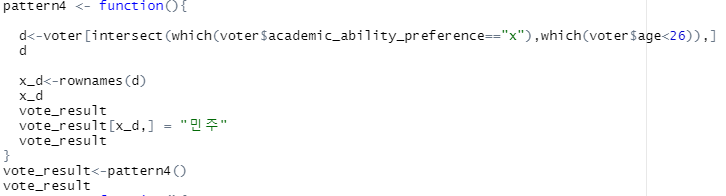 pattern4 <- function(){
d<-voter[intersect(which(voter$academic_ability_preference=="x"),which(voter$age<26)),]
d
x_d<-rownames(d)
x_d
vote_result
vote_result[x_d,] = "민주"
vote_result
}
vote_result<-pattern4()
vote_result